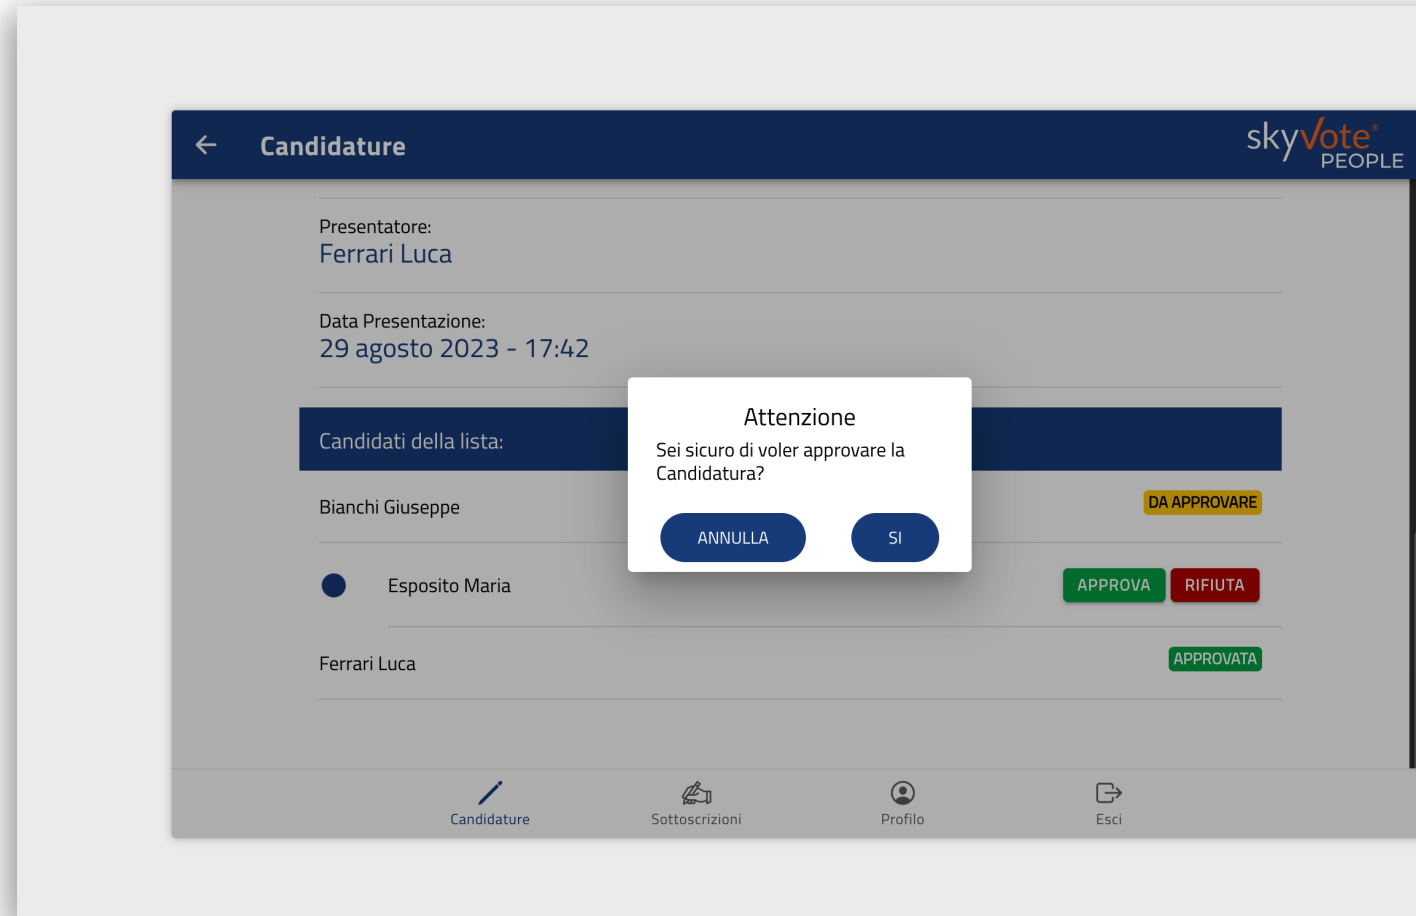 Candidature
skyvote®
PEOPLE
Presentatore:
Ferrari Luca
Data Presentazione:
29 agosto 2023 - 17:42
Attenzione
Sei sicuro di voler approvare la
Candidatura?
ANNULLA SI
Candidati della lista:
Bianchi Giuseppe DA APPROVARE
Esposito Maria APPROVA RIFIUTA
Ferrari Luca APPROVATA
Candidature Sottoscrizioni Profilo Esci